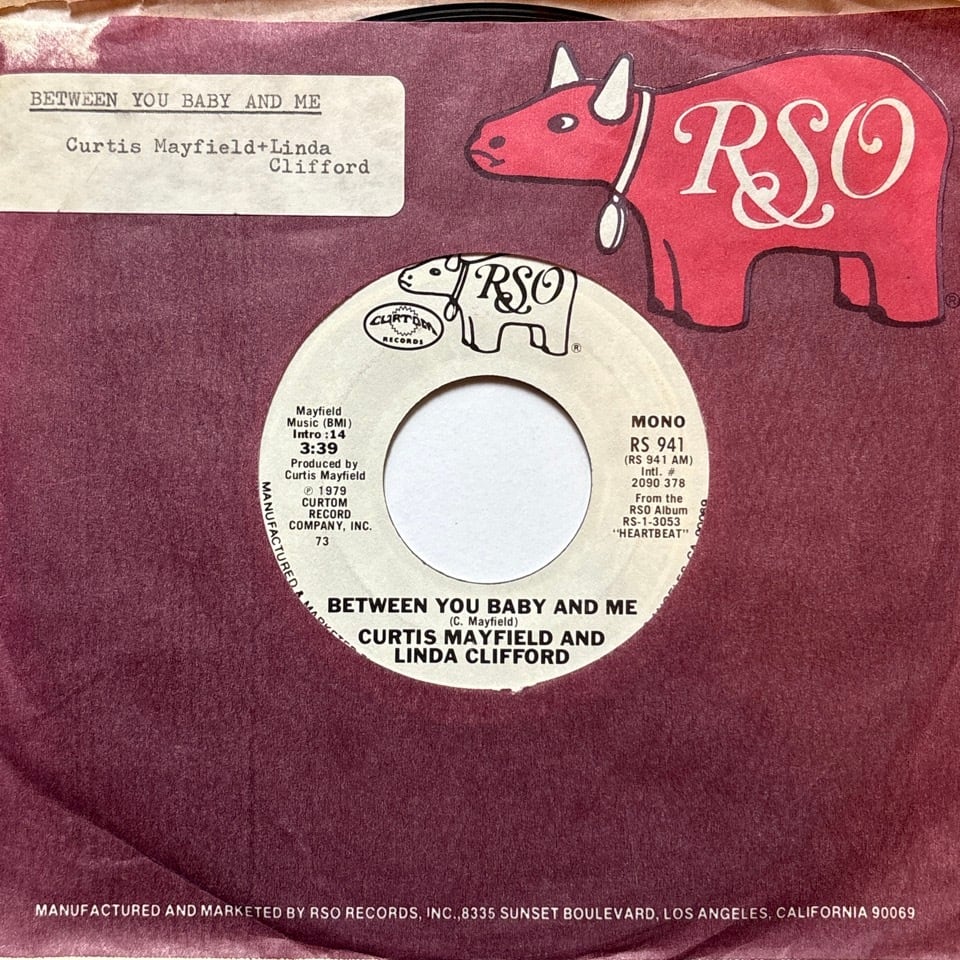 BETWEEN YOU BABY AND ME
Curtis Mayfield+Linda
Clifford
RSO
®
RSO
CURTOM
RECORDS
®
Mayfield
Music (BMI)
Intro :14
3:39
Produced by
Curtis Mayfield
℗ 1979
CURTOM
RECORD
COMPANY, INC.
73
MONO
RS 941
(RS 941 AM)
Intl. #
2090 378
From the
RSO Album
RS-1-3053
"HEARTBEAT"
MANUFACTURED &
CA 90069
BETWEEN YOU BABY AND ME
(C. Mayfield)
CURTIS MAYFIELD AND
LINDA CLIFFORD
MANUFACTURED AND MARKETED BY RSO RECORDS, INC.,8335 SUNSET BOULEVARD, LOS ANGELES, CALIFORNIA 90069